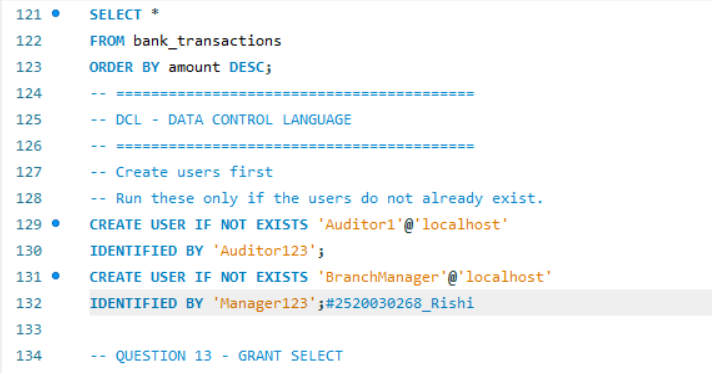 121 SELECT *
122 FROM bank_transactions
123 ORDER BY amount DESC;
124 -- =========================================
125 -- DCL - DATA CONTROL LANGUAGE
126 -- =========================================
127 -- Create users first
128 -- Run these only if the users do not already exist.
129 CREATE USER IF NOT EXISTS 'Auditor1'@'localhost'
130 IDENTIFIED BY 'Auditor123';
131 CREATE USER IF NOT EXISTS 'BranchManager'@'localhost'
132 IDENTIFIED BY 'Manager123';#2520030268_Rishi
133
134 -- QUESTION 13 - GRANT SELECT